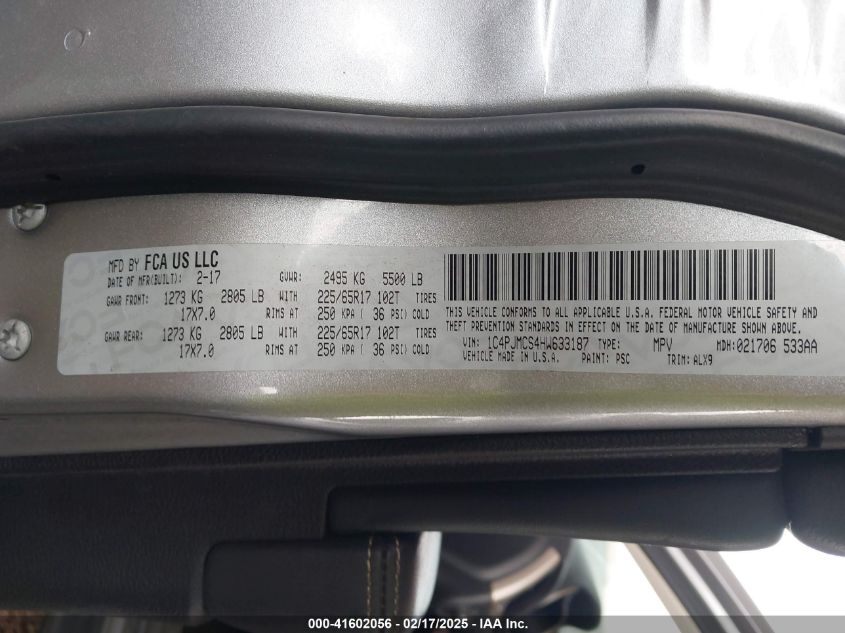 MFD BY FCA US LLC
DATE OF MFR(BUILT): 2-17 GVWR: 2495 KG 5500 LB
GAWR FRONT: 1273 KG 2805 LB WITH 225/65R17 102T TIRES
17X7.0 RIMS AT 250 KPA ( 36 PSI) COLD
GAWR REAR: 1273 KG 2805 LB WITH 225/65R17 102T TIRES
17X7.0 RIMS AT 250 KPA ( 36 PSI) COLD
THIS VEHICLE CONFORMS TO ALL APPLICABLE U.S.A. FEDERAL MOTOR VEHICLE SAFETY AND
THEFT PREVENTION STANDARDS IN EFFECT ON THE DATE OF MANUFACTURE SHOWN ABOVE.
VIN: 1C4PJMCS4HW633187 TYPE: MPV MDH: 021706 533AA
VEHICLE MADE IN U.S.A. PAINT: PSC TRIM: ALX9
000-41602056 - 02/17/2025 - IAA, Inc.